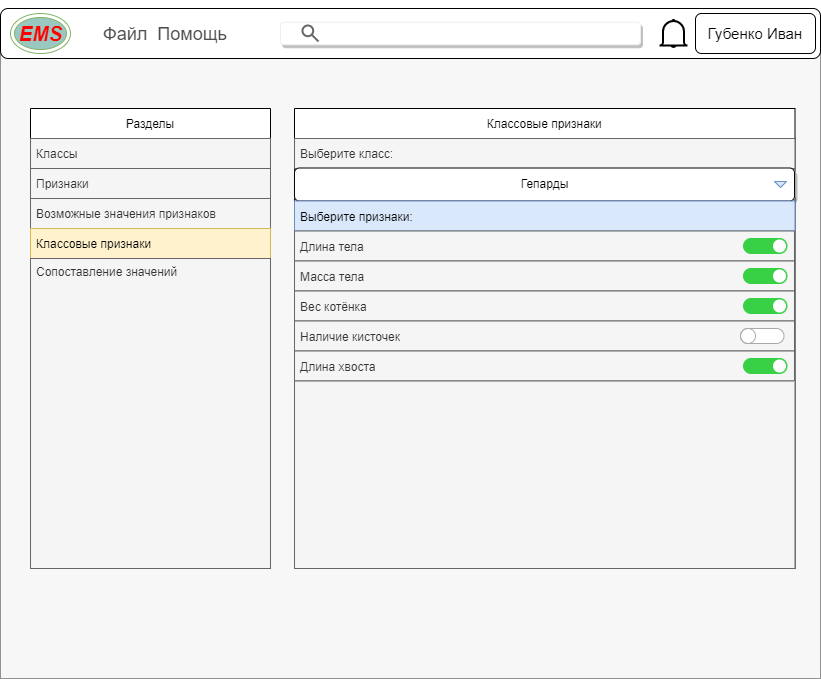 EMS Файл Помощь Губенко Иван
Разделы
Классы
Признаки
Возможные значения признаков
Классовые признаки
Сопоставление значений
Классовые признаки
Выберите класс:
Гепарды
Выберите признаки:
Длина тела
Масса тела
Вес котёнка
Наличие кисточек
Длина хвоста